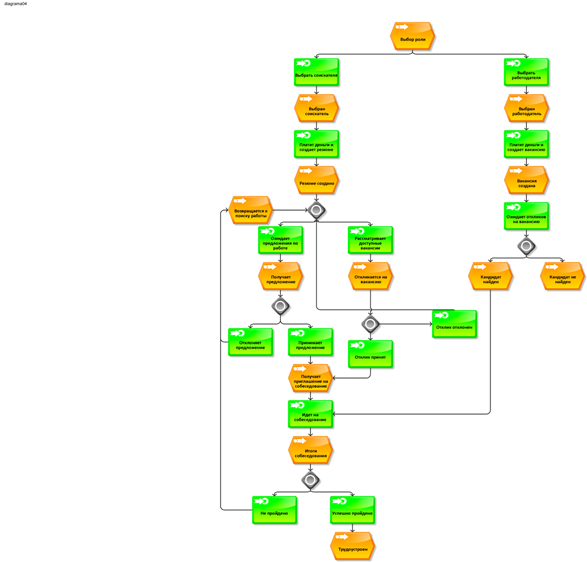 diagrama0#
Выбор роли
Выбрать соискателя
Выбрать
работодателя
Выбран
соискатель
Выбран
работодатель
Платит деньги и
создает резюме
Платит деньги и
создает вакансию
Резюме создано
Вакансия
создана
Возвращается к
поиску работы
Ожидает откликов
на вакансию
Ожидает
предложение по
работе
Рассматривает
доступные
вакансии
Получает
предложение
Откликается на
вакансию
Кандидат
найден
Кандидат не
найден
Отклик отклонен
Отклоняет
предложение
Принимает
предложение
Отклик принят
Получает
приглашение на
собеседование
Идет на
собеседование
Итоги
собеседования
Не пройдено
Успешно пройдено
Трудоустроен